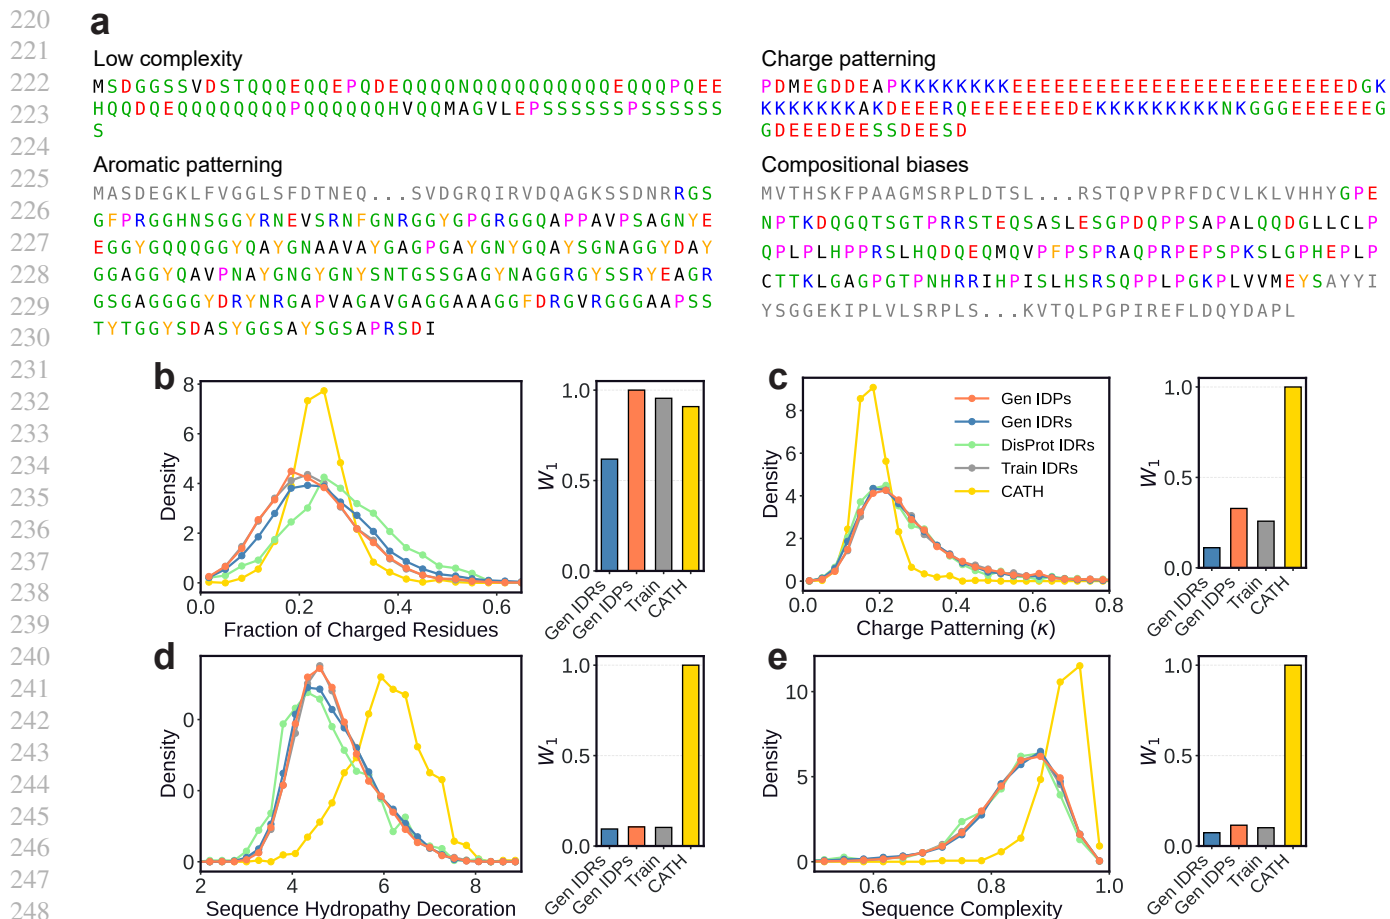 220
221
222
223
224
225
226
227
228
229
230
231
232
233
234
235
236
237
238
239
240
241
242
243
244
245
246
247
248
a
Low complexity
MSDGGSSVDSTQQQEQQEPQDEQQQQNQQQQQQQQQQQEQQQPQEE
HQQDQEQQQQQQQQPQQQQQQHVQQMAGVLEPSSSSSSPSSSSSS
S
Charge patterning
PDMEGDDEAPKKKKKKKKEEEEEEEEEEEEEEEEEEEEEEEEEDGK
KKKKKKKAKDEEERQEEEEEEEDEKKKKKKKKKNKGGGEEEEEEEG
GDEEEDEESSDEESD
Aromatic patterning
MASDEGKLFVGGLSFDTNEQ...SVDGRQIRVDQAGKSSDNRRGS
GFPRGGHNSGGYRNEVSRNFGNRGGYGPGRGGQAPPAVPSAGNYE
EGGYGQQQGGYQAYGNAAVAYGAGPGAYGNYGQAYSGNAGGYDAY
GGAGGYQAVPNAYGNGYGNYSNTGSSGAGYNAGGRGYSSRYEAGR
GSGAGGGGYDRYNRGAPVAGAVGAGGAAAGGFDRGVRGGGAAPSS
TYTGGYSDASYGGSAYSGSAPRSDI
Compositional biases
MVTHSKFPAAGMSRPLDTSL...RSTQPVPRFDCVLKLVHHYGPE
NPTKDQGQTSGTPRRSTEQSASLESGPDQPPSAPALQQDGLLCLP
QPLPLHPPRSLHQDQEQMQVPFPSPRAQPRPEPSPKSLGPHEPLP
CTTKLGAGPGTPNHRRIHPISLHSRSQPPLPGKPLVVMEYSAYYI
YSGGEKIPLVLSRPLS...KVTQLPGPIREFLDQYDAPL
b
8
6
4
2
0
Density
0.0 0.2 0.4 0.6
Fraction of Charged Residues
1.0
0.5
0.0
W1
Gen IDRs
Gen IDPs
Train
CATH
c
8
6
4
2
0
Density
0.0 0.2 0.4 0.6 0.8
Charge Patterning (κ)
Gen IDPs
Gen IDRs
DisProt IDRs
Train IDRs
CATH
1.0
0.5
0.0
W1
Gen IDRs
Gen IDPs
Train
CATH
d
0
0
0
Density
2 4 6 8
Sequence Hydropathy Decoration
1.0
0.5
0.0
W1
Gen IDRs
Gen IDPs
Train
CATH
e
10
5
0
Density
0.6 0.8 1.0
Sequence Complexity
1.0
0.5
0.0
W1
Gen IDRs
Gen IDPs
Train
CATH